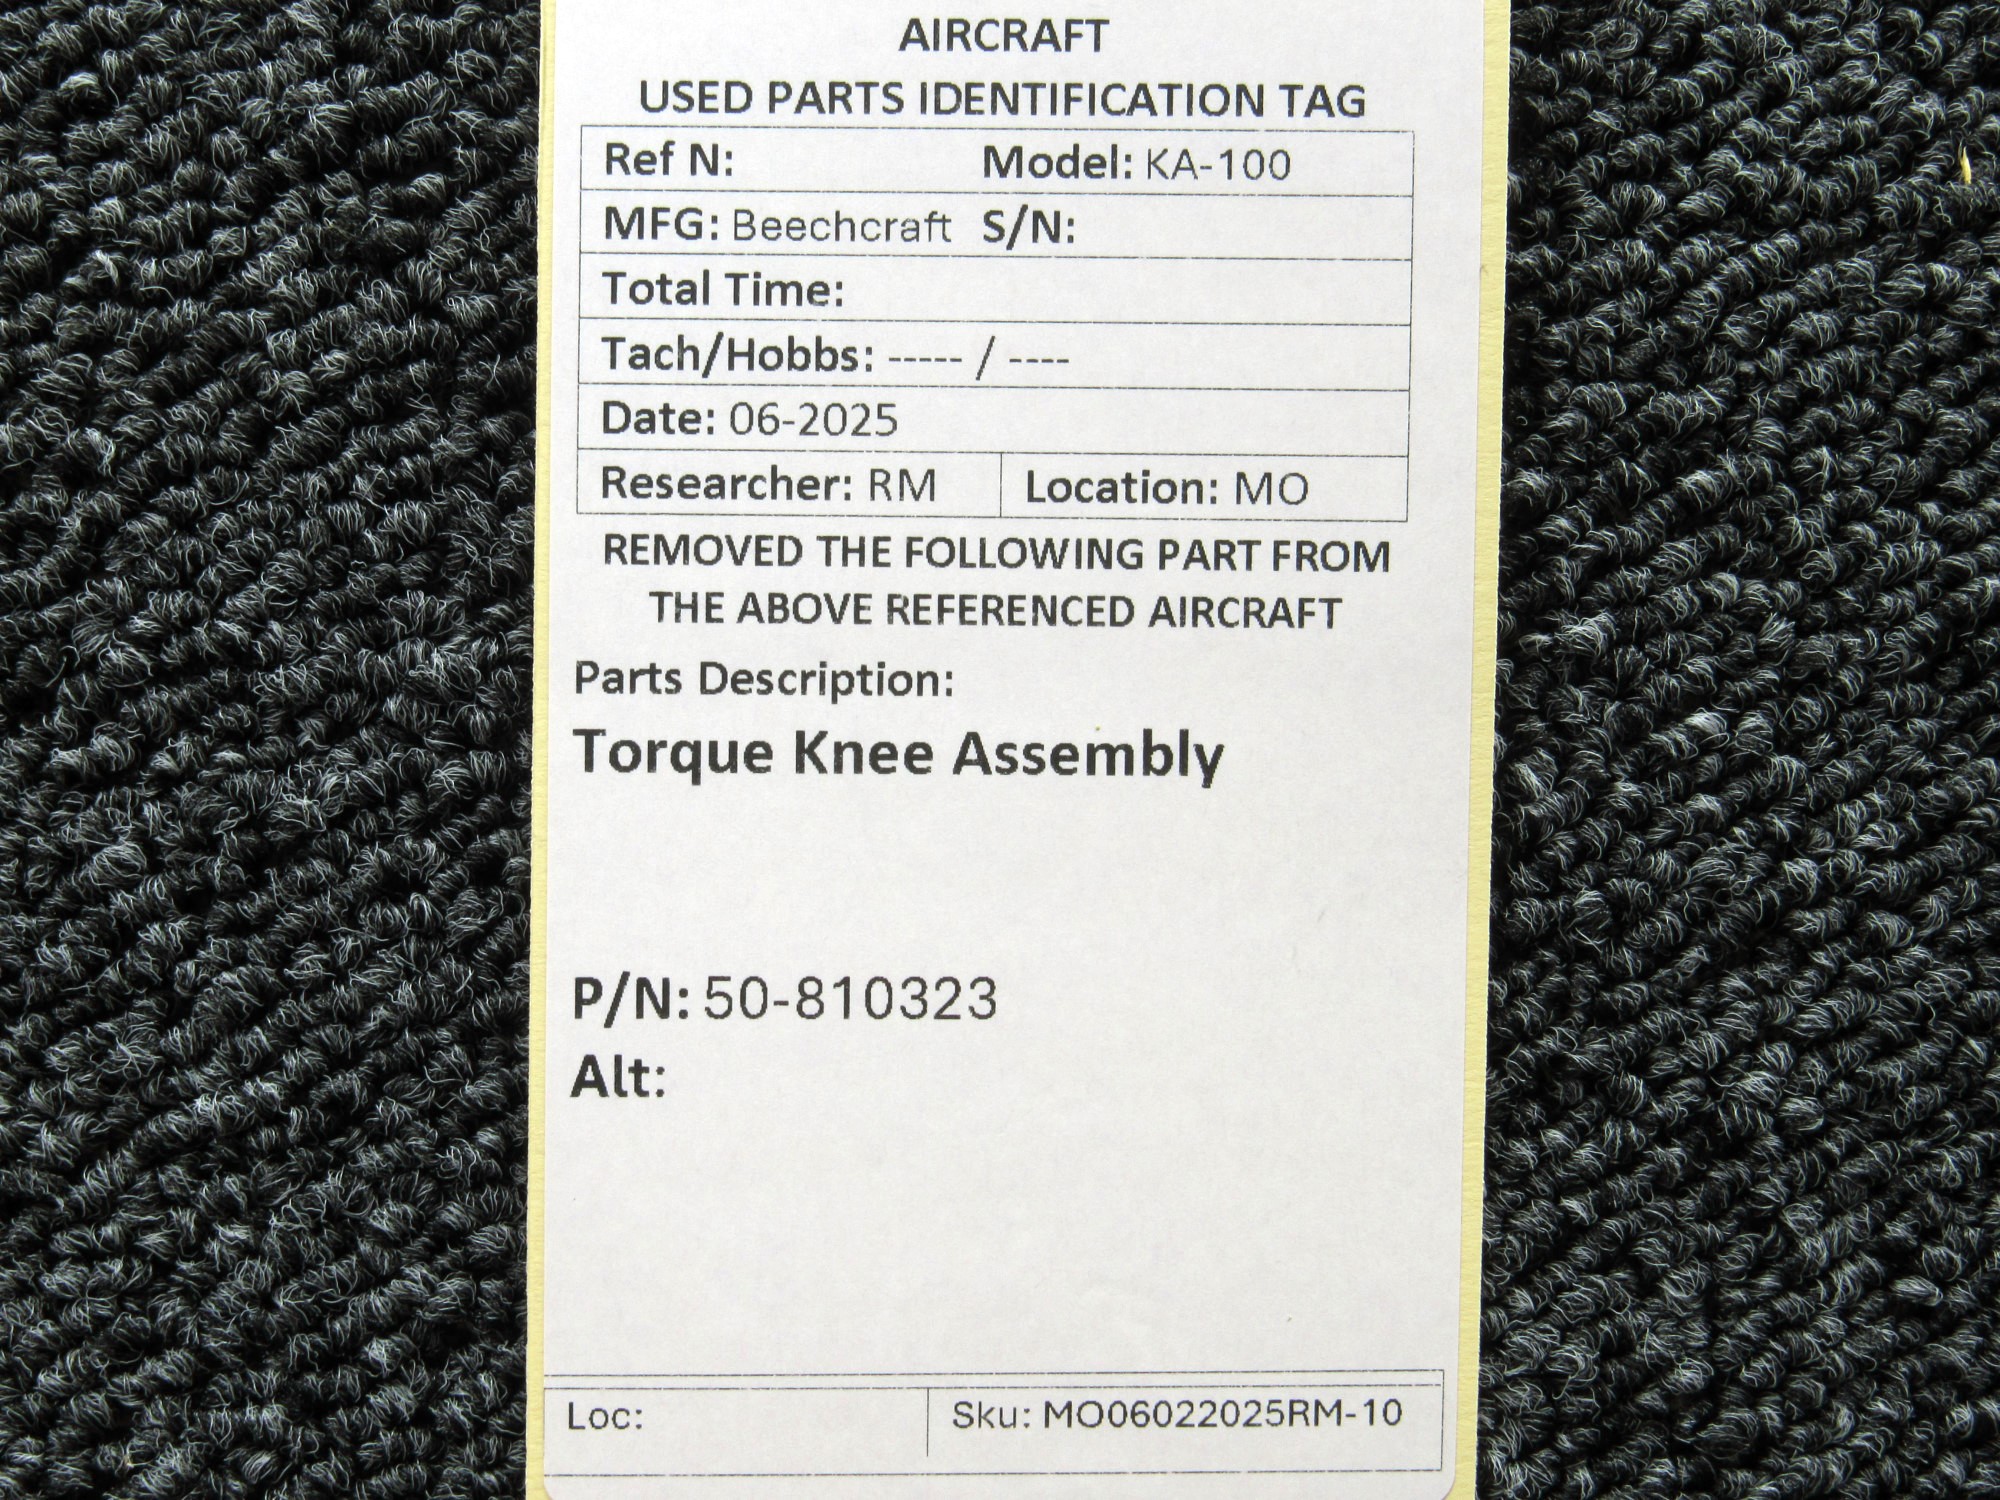 AIRCRAFT
USED PARTS IDENTIFICATION TAG
Ref N: Model: KA-100
MFG: Beechcraft S/N:
Total Time:
Tach/Hobbs: ----- / ----
Date: 06-2025
Researcher: RM Location: MO
REMOVED THE FOLLOWING PART FROM
THE ABOVE REFERENCED AIRCRAFT
Parts Description:
Torque Knee Assembly
P/N: 50-810323
Alt:
Loc: Sku: MO06022025RM-10